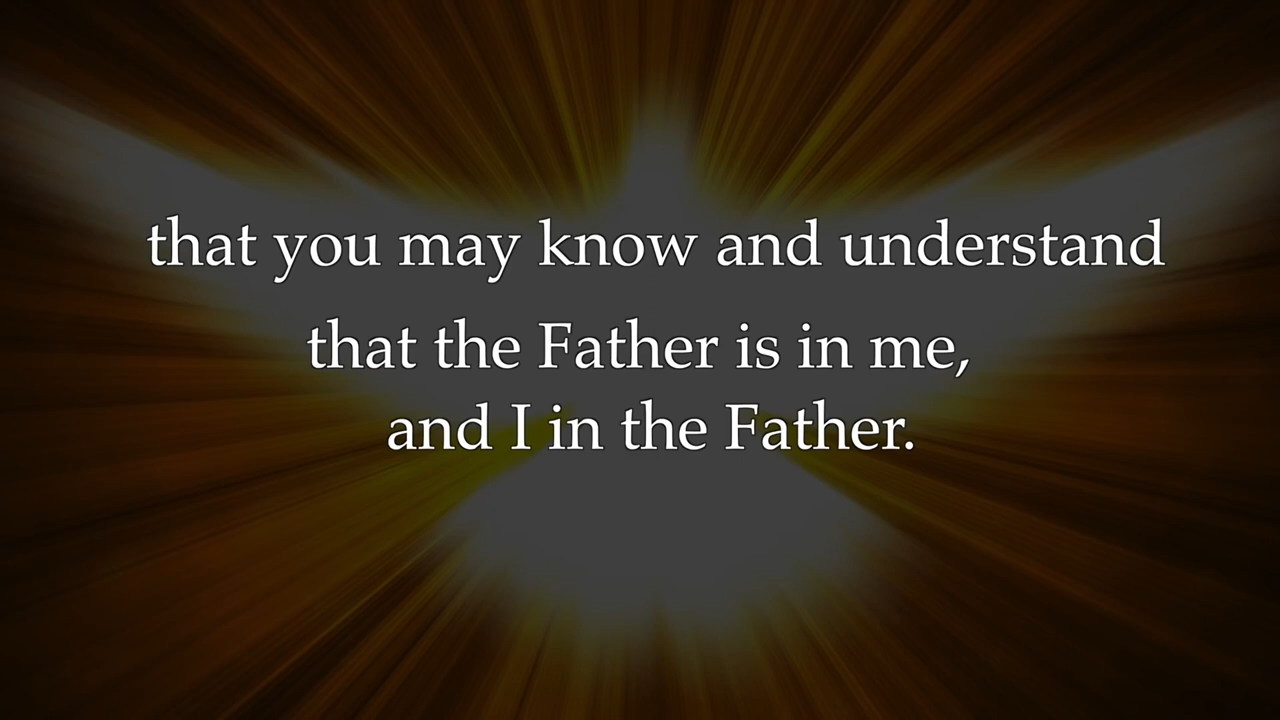 that you may know and understand
that the Father is in me,
and I in the Father.